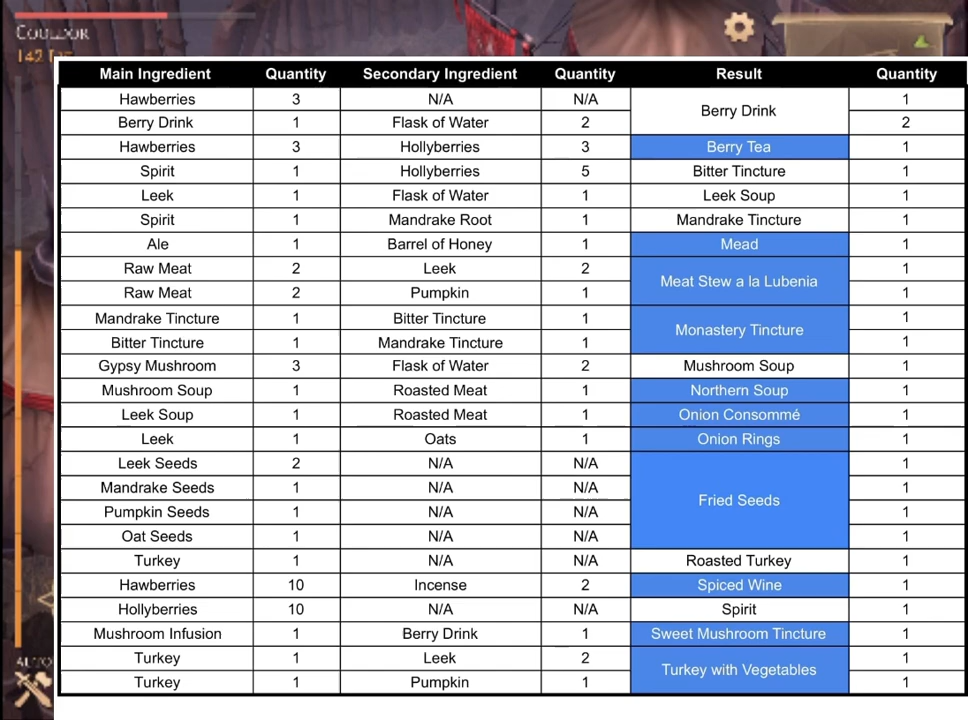 COULDOR
142
Main Ingredient Quantity Secondary Ingredient Quantity Result Quantity
Hawberries 3 N/A N/A Berry Drink 1
Berry Drink 1 Flask of Water 2 2
Hawberries 3 Hollyberries 3 Berry Tea 1
Spirit 1 Hollyberries 5 Bitter Tincture 1
Leek 1 Flask of Water 1 Leek Soup 1
Spirit 1 Mandrake Root 1 Mandrake Tincture 1
Ale 1 Barrel of Honey 1 Mead 1
Raw Meat 2 Leek 2 Meat Stew a la Lubenia 1
Raw Meat 2 Pumpkin 1 1
Mandrake Tincture 1 Bitter Tincture 1 Monastery Tincture 1
Bitter Tincture 1 Mandrake Tincture 1 1
Gypsy Mushroom 3 Flask of Water 2 Mushroom Soup 1
Mushroom Soup 1 Roasted Meat 1 Northern Soup 1
Leek Soup 1 Roasted Meat 1 Onion Consommé 1
Leek 1 Oats 1 Onion Rings 1
Leek Seeds 2 N/A N/A Fried Seeds 1
Mandrake Seeds 1 N/A N/A 1
Pumpkin Seeds 1 N/A N/A 1
Oat Seeds 1 N/A N/A 1
Turkey 1 N/A N/A Roasted Turkey 1
Hawberries 10 Incense 2 Spiced Wine 1
Hollyberries 10 N/A N/A Spirit 1
Mushroom Infusion 1 Berry Drink 1 Sweet Mushroom Tincture 1
Turkey 1 Leek 2 Turkey with Vegetables 1
Turkey 1 Pumpkin 1 1
AUTO